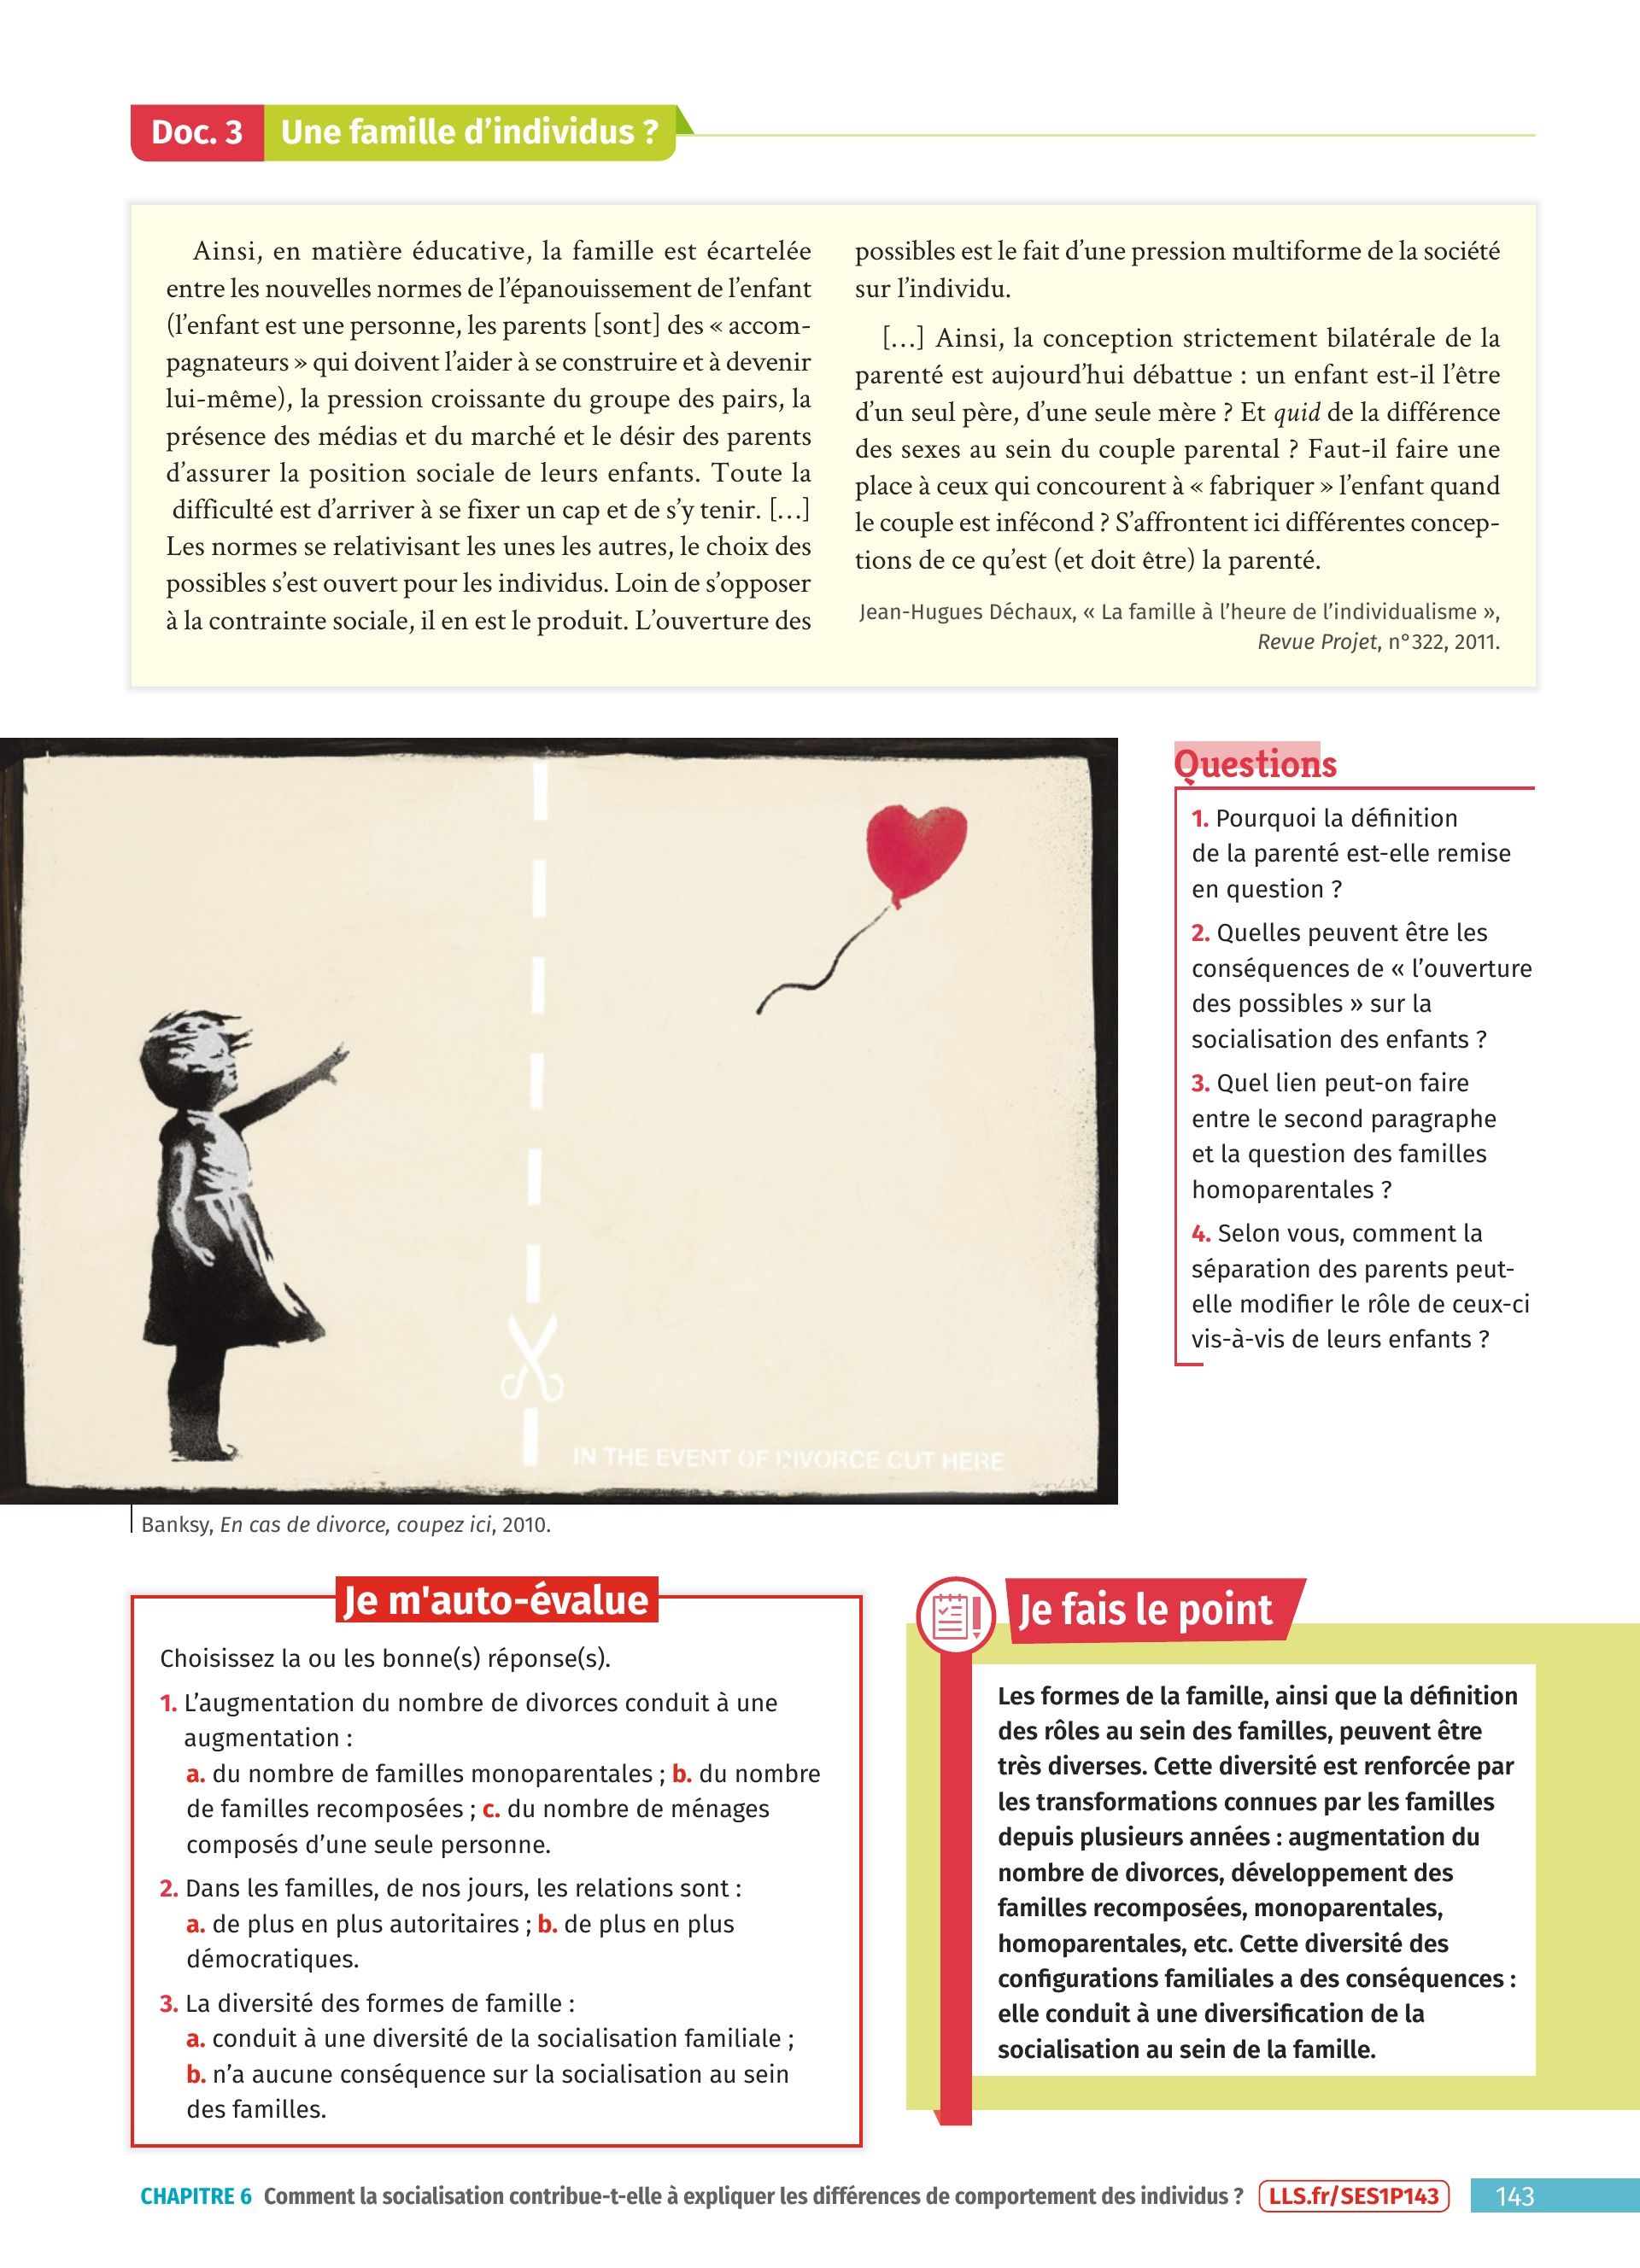 Doc. 3 Une famille d’individus ?
Ainsi, en matière éducative, la famille est écartelée
entre les nouvelles normes de l’épanouissement de l’enfant
(l’enfant est une personne, les parents [sont] des « accom-
pagnateurs » qui doivent l’aider à se construire et à devenir
lui-même), la pression croissante du groupe des pairs, la
présence des médias et du marché et le désir des parents
d’assurer la position sociale de leurs enfants. Toute la
difficulté est d’arriver à se fixer un cap et de s’y tenir. […]
Les normes se relativisant les unes les autres, le choix des
possibles s’est ouvert pour les individus. Loin de s’opposer
à la contrainte sociale, il en est le produit. L’ouverture des
possibles est le fait d’une pression multiforme de la société
sur l’individu.
[…] Ainsi, la conception strictement bilatérale de la
parenté est aujourd’hui débattue : un enfant est-il l’être
d’un seul père, d’une seule mère ? Et quid de la différence
des sexes au sein du couple parental ? Faut-il faire une
place à ceux qui concourent à « fabriquer » l’enfant quand
le couple est infécond ? S’affrontent ici différentes concep-
tions de ce qu’est (et doit être) la parenté.
Jean-Hugues Déchaux, « La famille à l’heure de l’individualisme »,
Revue Projet, n° 322, 2011.
IN THE EVENT OF DIVORCE CUT HERE
Banksy, En cas de divorce, coupez ici, 2010.
Questions
1. Pourquoi la définition
de la parenté est-elle remise
en question ?
2. Quelles peuvent être les
conséquences de « l’ouverture
des possibles » sur la
socialisation des enfants ?
3. Quel lien peut-on faire
entre le second paragraphe
et la question des familles
homoparentales ?
4. Selon vous, comment la
séparation des parents peut-
elle modifier le rôle de ceux-ci
vis-à-vis de leurs enfants ?
Je m'auto-évalue
Choisissez la ou les bonne(s) réponse(s).
1. L’augmentation du nombre de divorces conduit à une
augmentation :
a. du nombre de familles monoparentales ; b. du nombre
de familles recomposées ; c. du nombre de ménages
composés d’une seule personne.
2. Dans les familles, de nos jours, les relations sont :
a. de plus en plus autoritaires ; b. de plus en plus
démocratiques.
3. La diversité des formes de famille :
a. conduit à une diversité de la socialisation familiale ;
b. n’a aucune conséquence sur la socialisation au sein
des familles.
Je fais le point
Les formes de la famille, ainsi que la définition
des rôles au sein des familles, peuvent être
très diverses. Cette diversité est renforcée par
les transformations connues par les familles
depuis plusieurs années : augmentation du
nombre de divorces, développement des
familles recomposées, monoparentales,
homoparentales, etc. Cette diversité des
configurations familiales a des conséquences :
elle conduit à une diversification de la
socialisation au sein de la famille.
CHAPITRE 6 Comment la socialisation contribue-t-elle à expliquer les différences de comportement des individus ? LLS.fr/SES1P143 143